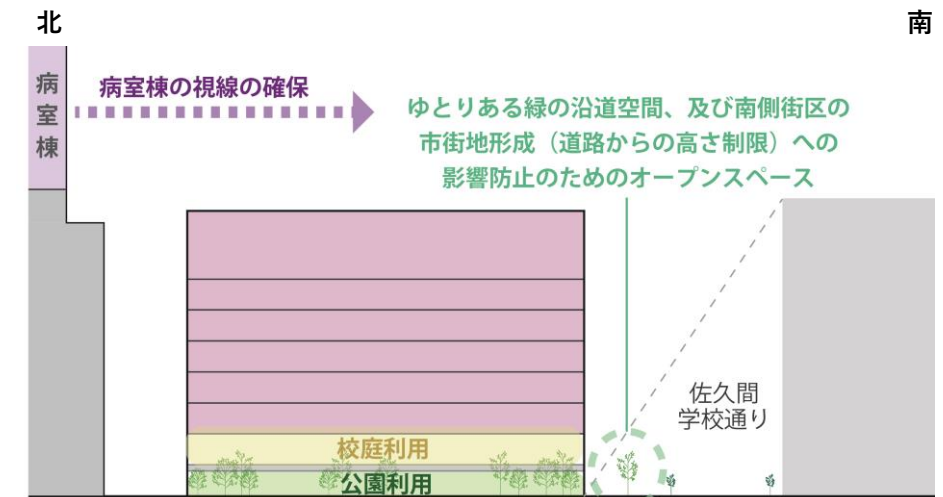 北
南
病室棟
病室棟の視線の確保
ゆとりある緑の沿道空間、及び南側街区の
市街地形成（道路からの高さ制限）への
影響防止のためのオープンスペース
佐久間
学校通り
校庭利用
公園利用